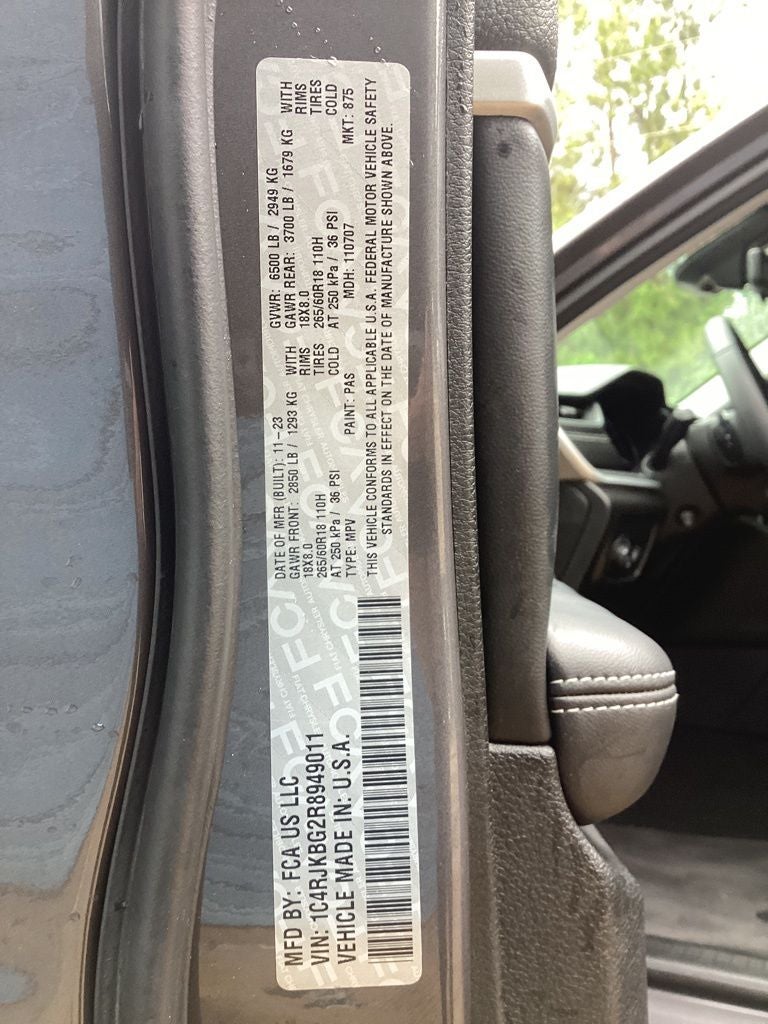 MFD BY: FCA US LLC
VIN: 1C4RJKBG2R8949011
VEHICLE MADE IN: U.S.A.
DATE OF MFR (BUILT): 11-23 GVWR: 6500 LB / 2949 KG
GAWR FRONT: 2850 LB / 1293 KG WITH GAWR REAR: 3700 LB / 1679 KG WITH
18X8.0 RIMS 18X8.0 RIMS
265/60R18 110H TIRES 265/60R18 110H TIRES
AT 250 kPa / 36 PSI COLD AT 250 kPa / 36 PSI COLD
TYPE: MPV PAINT: PAS MDH: 110707 MKT: 875
THIS VEHICLE CONFORMS TO ALL APPLICABLE U.S.A. FEDERAL MOTOR VEHICLE SAFETY
STANDARDS IN EFFECT ON THE DATE OF MANUFACTURE SHOWN ABOVE.